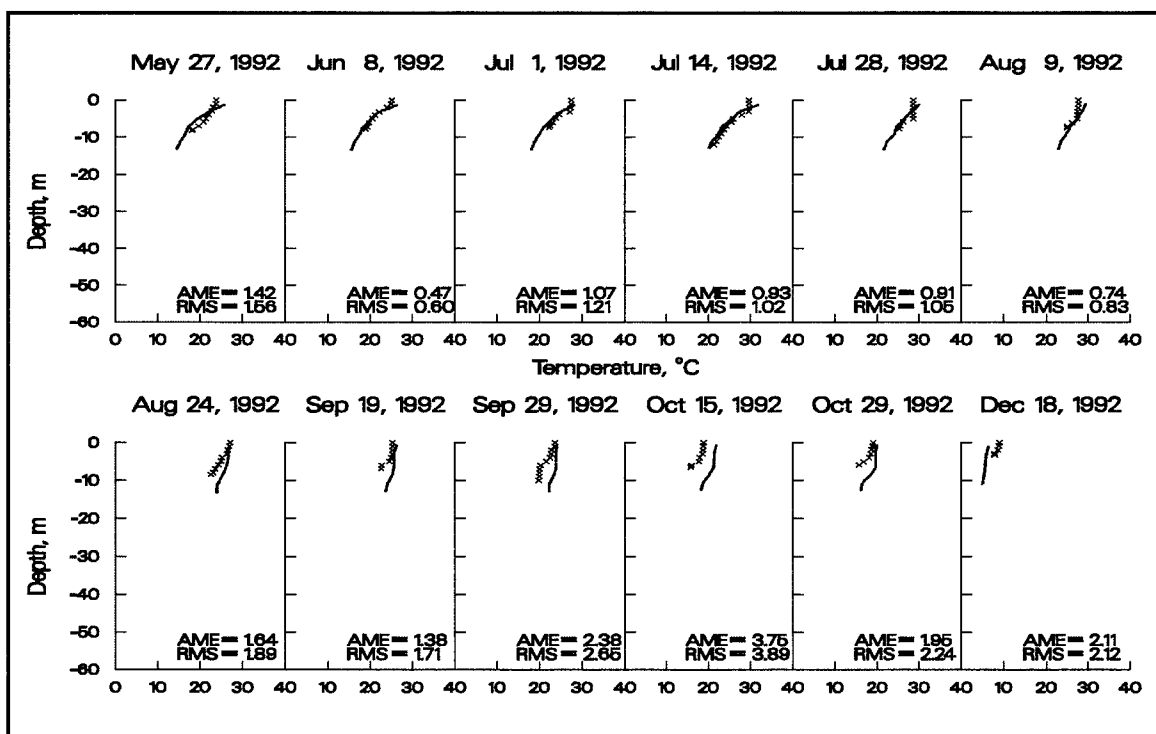 May 27, 1992 Jun 8, 1992 Jul 1, 1992 Jul 14, 1992 Jul 28, 1992 Aug 9, 1992
0
-10
-20
-30
-40
-50
-60
Depth, m
AME= 1.42 AME= 0.47 AME= 1.07 AME= 0.93 AME= 0.91 AME= 0.74
RMS = 1.56 RMS = 0.60 RMS = 1.21 RMS = 1.02 RMS = 1.05 RMS = 0.83
0 10 20 30 40 10 20 30 40 10 20 30 40 10 20 30 40 10 20 30 40 10 20 30 40
Temperature, °C
Aug 24, 1992 Sep 19, 1992 Sep 29, 1992 Oct 15, 1992 Oct 29, 1992 Dec 18, 1992
0
-10
-20
-30
-40
-50
-60
Depth, m
AME= 1.64 AME= 1.38 AME= 2.38 AME= 3.75 AME= 1.95 AME= 2.11
RMS = 1.89 RMS = 1.71 RMS = 2.65 RMS = 3.89 RMS = 2.24 RMS = 2.12
0 10 20 30 40 10 20 30 40 10 20 30 40 10 20 30 40 10 20 30 40 10 20 30 40